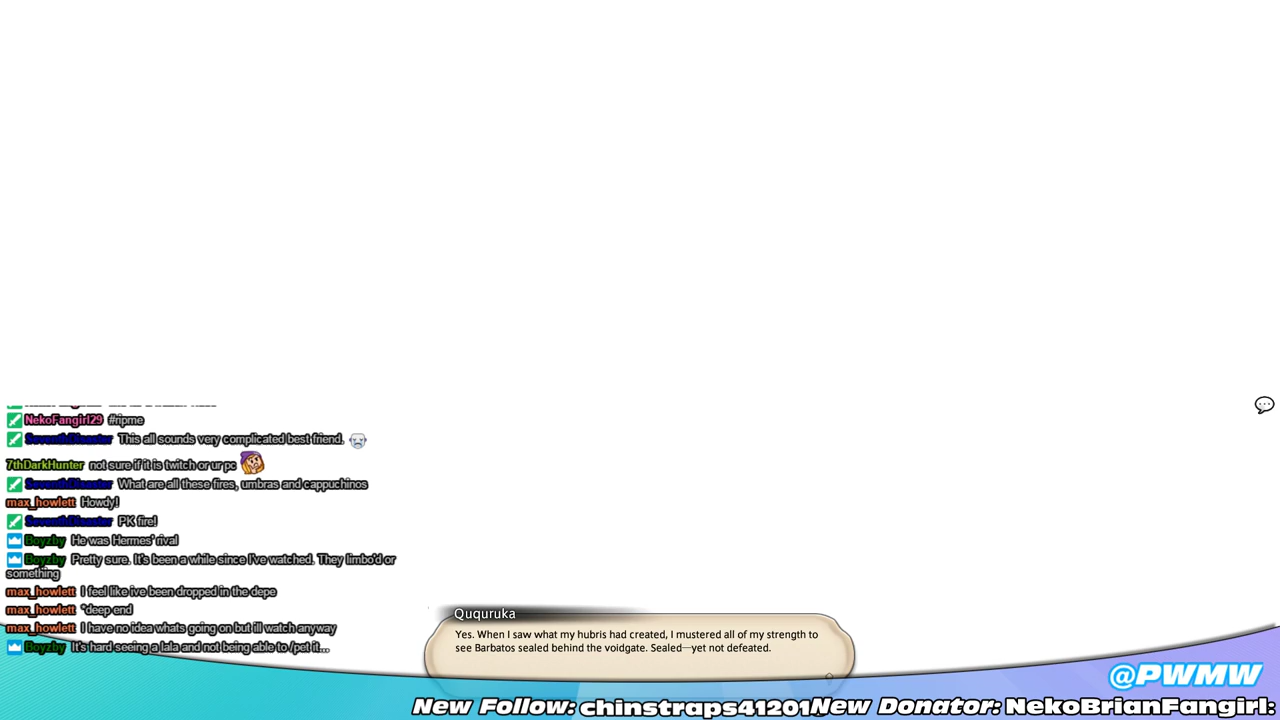 NekoFangirl29 #ripme
SeventhDisaster This all sounds very complicated best friend.
7thDarkHunter not sure if it is twitch or ur pc
SeventhDisaster What are all these fires, umbras and cappuchinos
max_howlett Howdy!
SeventhDisaster PK fire!
Boyzby He was Hermes' rival
Boyzby Pretty sure. It's been a while since I've watched. They limbo'd or
something
max_howlett I feel like ive been dropped in the depe
max_howlett *deep end
max_howlett I have no idea whats going on but ill watch anyway
Boyzby It's hard seeing a lala and not being able to /pet it...
Ququruka
Yes. When I saw what my hubris had created, I mustered all of my strength to
see Barbatos sealed behind the voidgate. Sealed—yet not defeated.
@PWMW
New Follow: chinstraps41201 New Donator: NekoBrianFangirl: